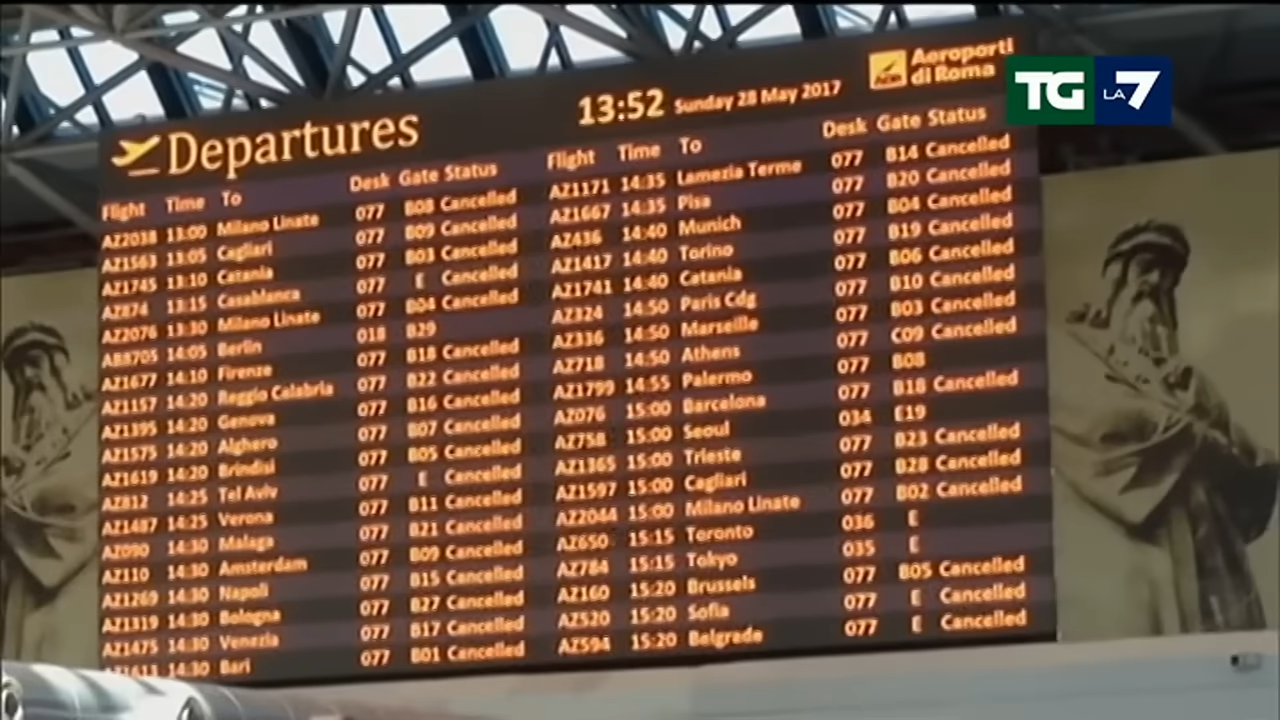 TG LA7
Aeroporti
di Roma
Departures 13:52 Sunday 28 May 2017
Flight Time To Desk Gate Status
AZ2038 13:00 Milano Linate 077 B08 Cancelled
AZ1563 13:05 Cagliari 077 B09 Cancelled
AZ1745 13:10 Catania 077 B03 Cancelled
AZ874 13:15 Casablanca 077 E Cancelled
AZ2076 13:30 Milano Linate 077 B04 Cancelled
AB8705 14:05 Berlin 018 B29
AZ1677 14:10 Firenze 077 B18 Cancelled
AZ1157 14:20 Reggio Calabria 077 B22 Cancelled
AZ1395 14:20 Genova 077 B16 Cancelled
AZ1575 14:20 Alghero 077 B07 Cancelled
AZ1619 14:20 Brindisi 077 B05 Cancelled
AZ812 14:25 Tel Aviv 077 E Cancelled
AZ1487 14:25 Verona 077 B11 Cancelled
AZ090 14:30 Malaga 077 B21 Cancelled
AZ110 14:30 Amsterdam 077 B09 Cancelled
AZ1269 14:30 Napoli 077 B15 Cancelled
AZ1319 14:30 Bologna 077 B27 Cancelled
AZ1475 14:30 Venezia 077 B17 Cancelled
14:30 Bari 077 B01 Cancelled
Flight Time To Desk Gate Status
AZ1171 14:35 Lamezia Terme 077 B14 Cancelled
AZ1667 14:35 Pisa 077 B20 Cancelled
AZ436 14:40 Munich 077 B04 Cancelled
AZ1417 14:40 Torino 077 B19 Cancelled
AZ1741 14:40 Catania 077 B06 Cancelled
AZ324 14:50 Paris Cdg 077 B10 Cancelled
AZ336 14:50 Marseille 077 B03 Cancelled
AZ718 14:50 Athens 077 C09 Cancelled
AZ1799 14:55 Palermo 077 B08
AZ076 15:00 Barcelona 077 B18 Cancelled
AZ758 15:00 Seoul 034 E19
AZ1365 15:00 Trieste 077 B23 Cancelled
AZ1597 15:00 Cagliari 077 B28 Cancelled
AZ2044 15:00 Milano Linate 077 B02 Cancelled
AZ650 15:15 Toronto 036 E
AZ784 15:15 Tokyo 035 E
AZ160 15:20 Brussels 077 B05 Cancelled
AZ520 15:20 Sofia 077 E Cancelled
AZ594 15:20 Belgrade 077 E Cancelled